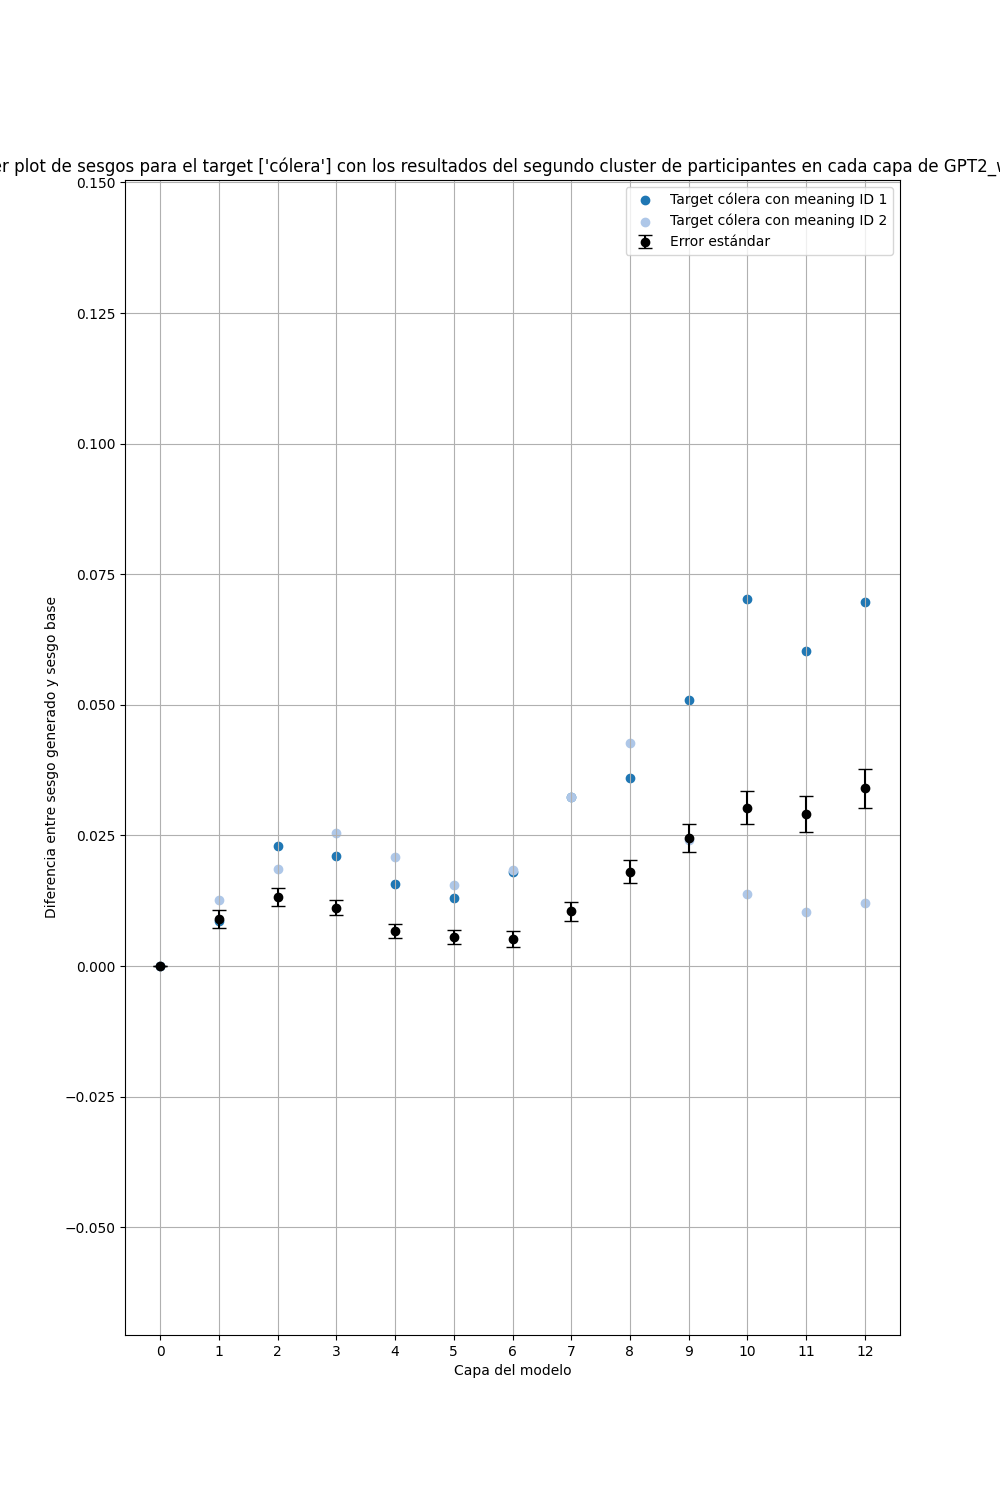 plot de sesgos para el target ['cólera'] con los resultados del segundo cluster de participantes en cada capa de
Target cólera con meaning ID 1
Target cólera con meaning ID 2
Error estándar
0.150
0.125
0.100
0.075
0.050
0.025
0.000
−0.025
−0.050
Diferencia entre sesgo generado y sesgo base
0 1 2 3 4 5 6 7 8 9 10 11 12
Capa del modelo